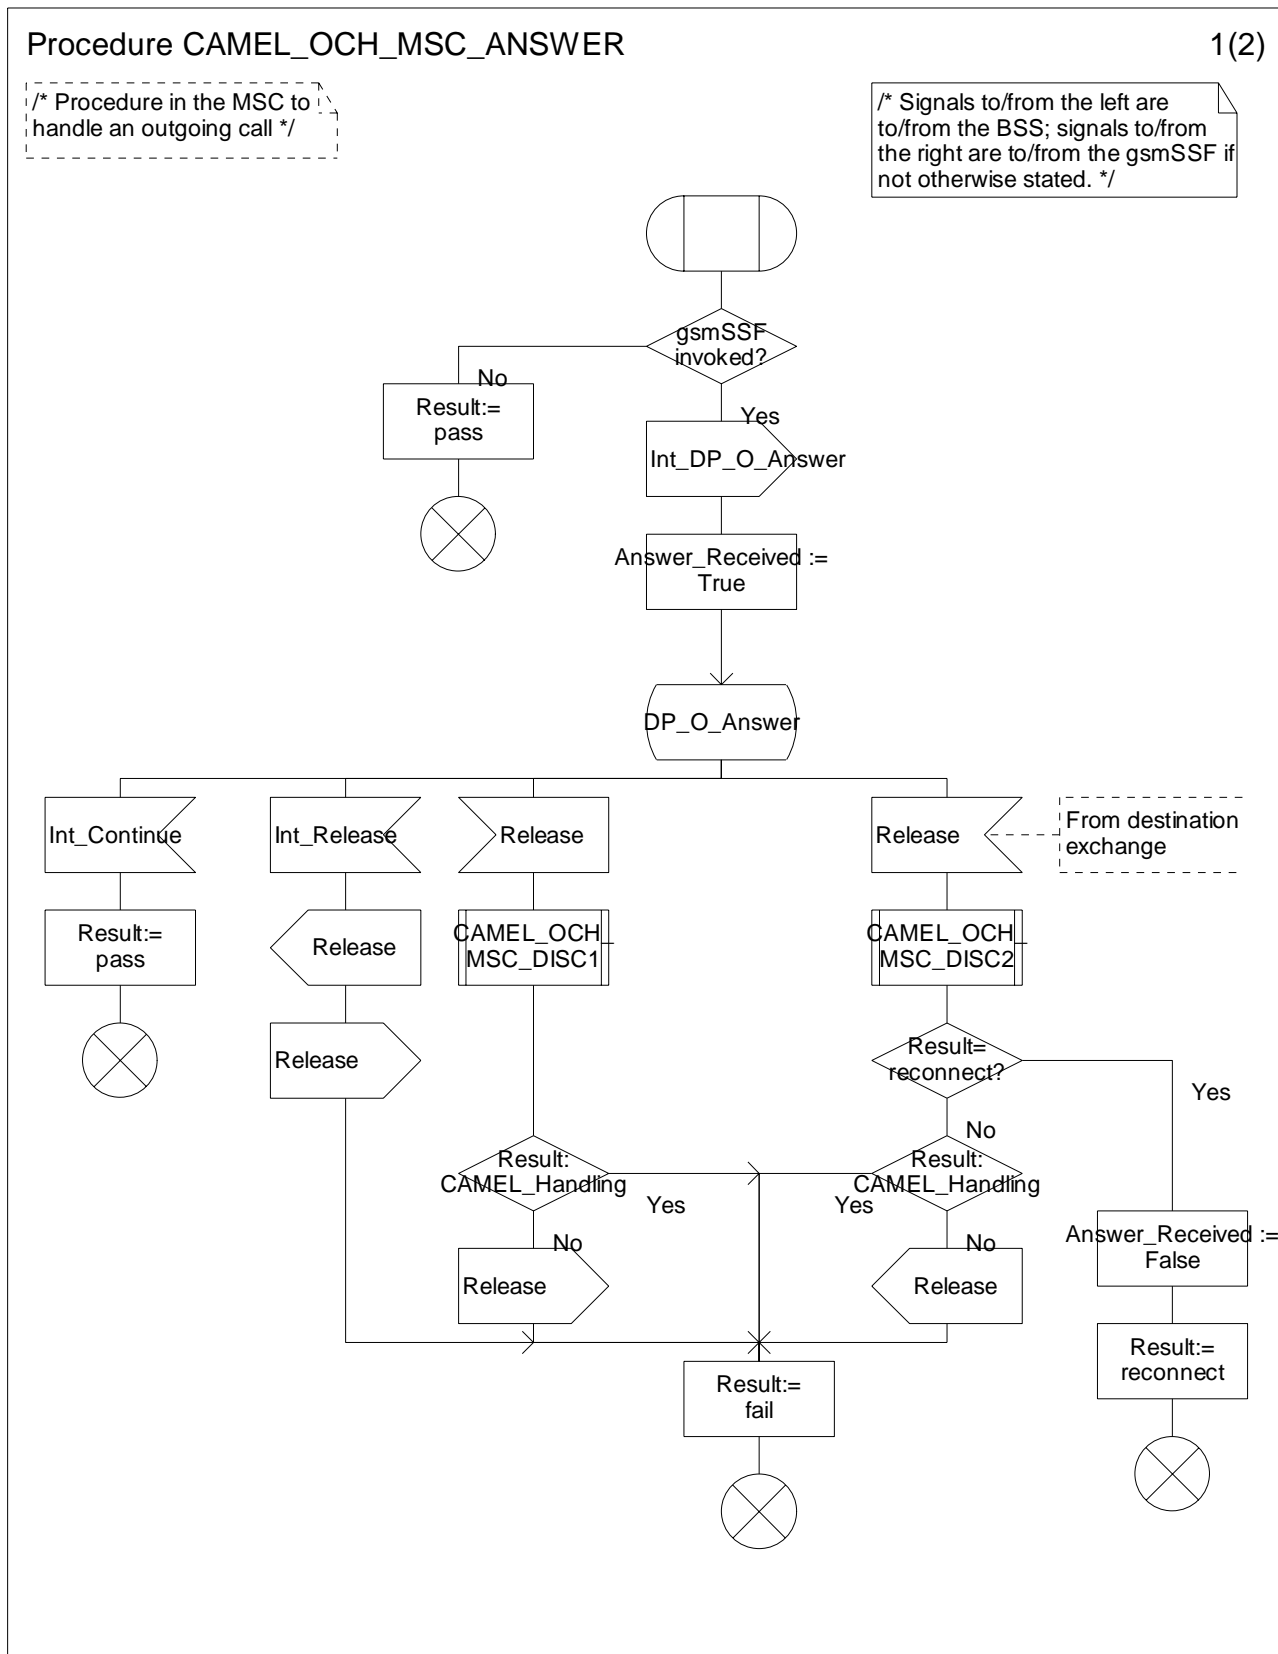 Procedure CAMEL_OCH_MSC_ANSWER
1(2)
/* Procedure in the MSC to
handle an outgoing call */
/* Signals to/from the left are
to/from the BSS; signals to/from
the right are to/from the gsmSSF if
not otherwise stated. */
gsmSSF
invoked?
No
Yes
Result:=
pass
Int_DP_O_Answer
Answer_Received :=
True
DP_O_Answer
Int_Continue
Int_Release
Release
Release
From destination
exchange
Result:=
pass
Release
CAMEL_OCH_
MSC_DISC1
CAMEL_OCH_
MSC_DISC2
Release
Result=
reconnect?
Yes
No
Result:
CAMEL_Handling
Yes
No
Result:
CAMEL_Handling
Yes
No
Answer_Received :=
False
Release
Release
Result:=
reconnect
Result:=
fail